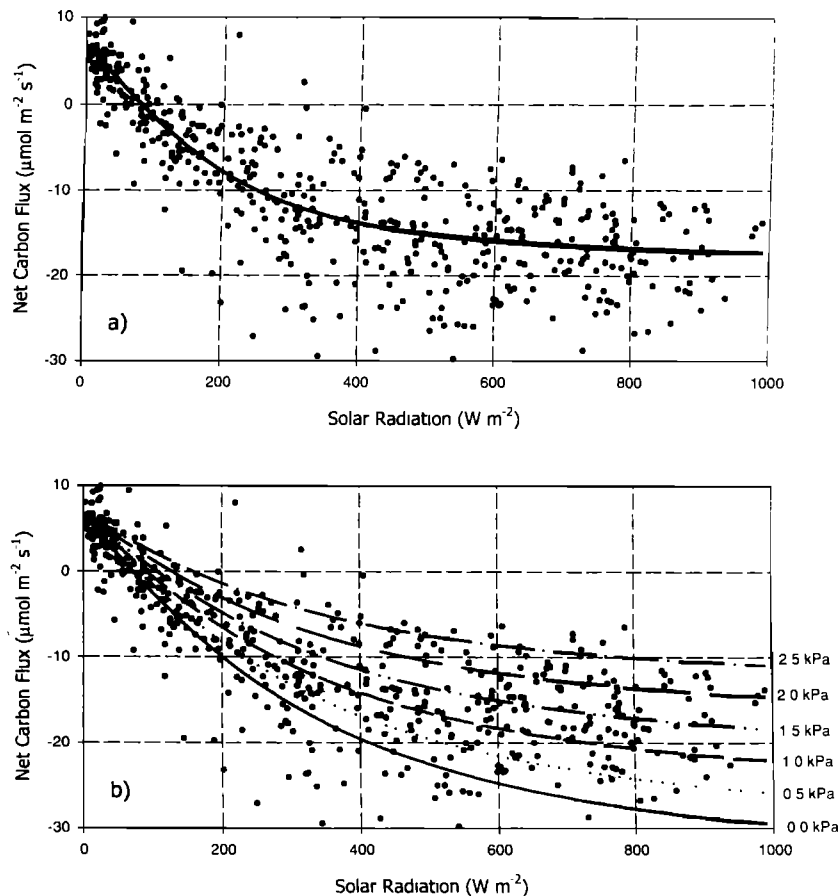 10
0
-10
-20
-30
Net Carbon Flux (µmol m⁻² s⁻¹)
a)
0 200 400 600 800 1000
Solar Radiation (W m⁻²)
10
0
-10
-20
-30
Net Carbon Flux (µmol m⁻² s⁻¹)
b)
2 5 kPa
2 0 kPa
1 5 kPa
1 0 kPa
0 5 kPa
0 0 kPa
0 200 400 600 800 1000
Solar Radiation (W m⁻²)